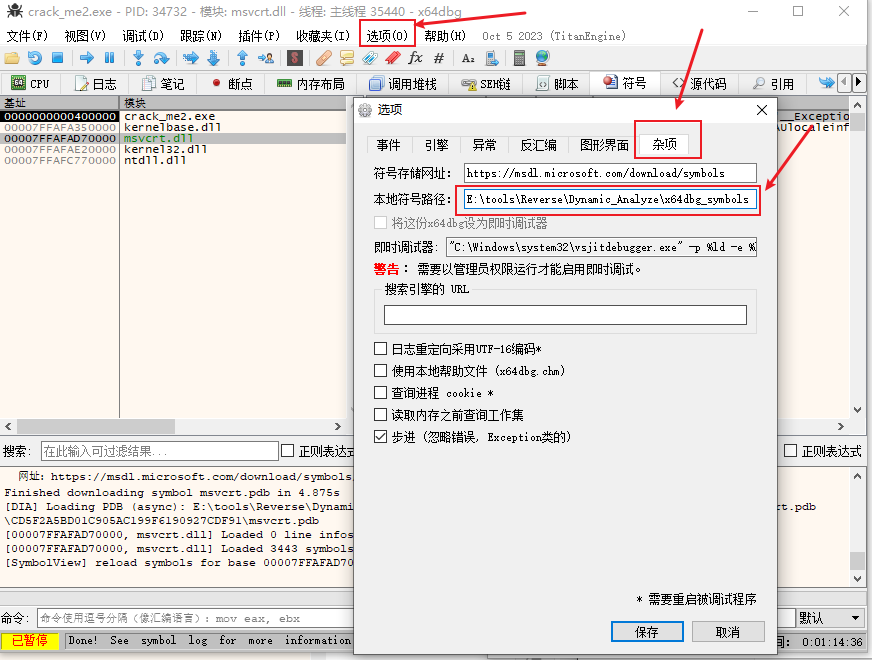 crack_me2.exe - PID: 34732 - 模块: msvcrt.dll - 线程: 主线程 35440 - x64dbg
文件(F) 视图(V) 调试(D) 跟踪(N) 插件(P) 收藏夹(I) 选项(O) 帮助(H) Oct 5 2023 (TitanEngine)
CPU 日志 笔记 断点 内存布局 调用堆栈 SEH链 脚本 符号 源代码 引用
基址 模块
0000000000400000 crack_me2.exe
00007FFAFA350000 kernelbase.dll
00007FFAFAD70000 msvcrt.dll
00007FFAFAE20000 kernel32.dll
00007FFAFC770000 ntdll.dll
__Exceptio
Ulocaleinf
选项
事件 引擎 异常 反汇编 图形界面 杂项
符号存储网址: https://msdl.microsoft.com/download/symbols
本地符号路径: E:\tools\Reverse\Dynamic_Analyze\x64dbg_symbols
将这份x64dbg设为即时调试器
即时调试器: "C:\Windows\system32\vsjitdebugger.exe" -p %ld -e %
警告: 需要以管理员权限运行才能启用即时调试。
搜索引擎的 URL
日志重定向采用UTF-16编码*
使用本地帮助文件 (x64dbg.chm)
查询进程 cookie *
读取内存之前查询工作集
步进 (忽略错误, Exception类的)
* 需要重启被调试程序
保存 取消
搜索: 在此输入可过滤结果... 正则表达式 正则表达式
网址: https://msdl.microsoft.com/download/symbols
Finished downloading symbol msvcrt.pdb in 4.875s
[DIA] Loading PDB (async): E:\tools\Reverse\Dynami rt.pdb
\CD5F2A5BD01C905AC199F6190927CDF91\msvcrt.pdb
[00007FFAFAD70000, msvcrt.dll] Loaded 0 line infos
[00007FFAFAD70000, msvcrt.dll] Loaded 3443 symbols
[SymbolView] reload symbols for base 00007FFAFAD70
命令: 命令使用逗号分隔 (像汇编语言): mov eax, ebx 默认
已暂停 Done! See symbol log for more information 间: 0:01:14:36